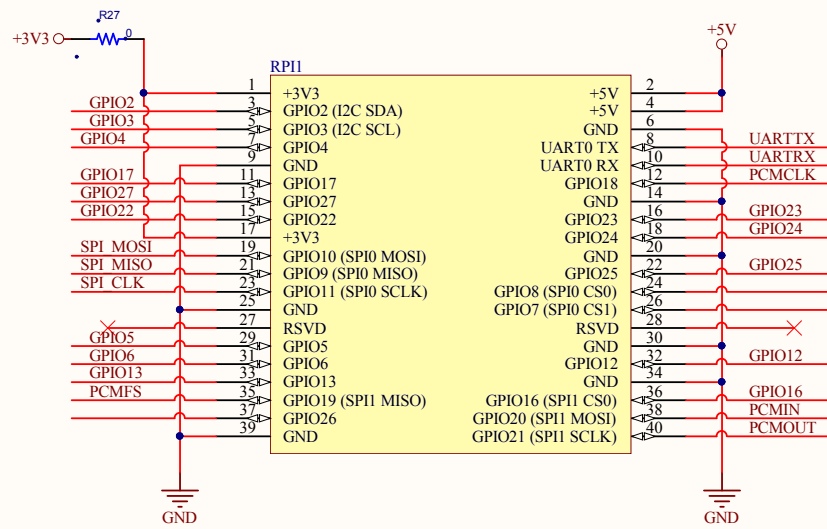 R27
+3V3 0 +5V
RPI1
1 +3V3 +5V 2
GPIO2 3 GPIO2 (I2C SDA) +5V 4
GPIO3 5 GPIO3 (I2C SCL) GND 6
GPIO4 7 GPIO4 UART0 TX 8 UARTTX
9 GND UART0 RX 10 UARTRX
GPIO17 11 GPIO17 GPIO18 12 PCMCLK
GPIO27 13 GPIO27 GND 14
GPIO22 15 GPIO22 GPIO23 16 GPIO23
17 +3V3 GPIO24 18 GPIO24
SPI_MOSI 19 GPIO10 (SPI0 MOSI) GND 20
SPI_MISO 21 GPIO9 (SPI0 MISO) GPIO25 22 GPIO25
SPI_CLK 23 GPIO11 (SPI0 SCLK) GPIO8 (SPI0 CS0) 24
25 GND GPIO7 (SPI0 CS1) 26
27 RSVD RSVD 28
GPIO5 29 GPIO5 GND 30
GPIO6 31 GPIO6 GPIO12 32 GPIO12
GPIO13 33 GPIO13 GND 34
PCMFS 35 GPIO19 (SPI1 MISO) GPIO16 (SPI1 CS0) 36 GPIO16
37 GPIO26 GPIO20 (SPI1 MOSI) 38 PCMIN
39 GND GPIO21 (SPI1 SCLK) 40 PCMOUT
GND GND